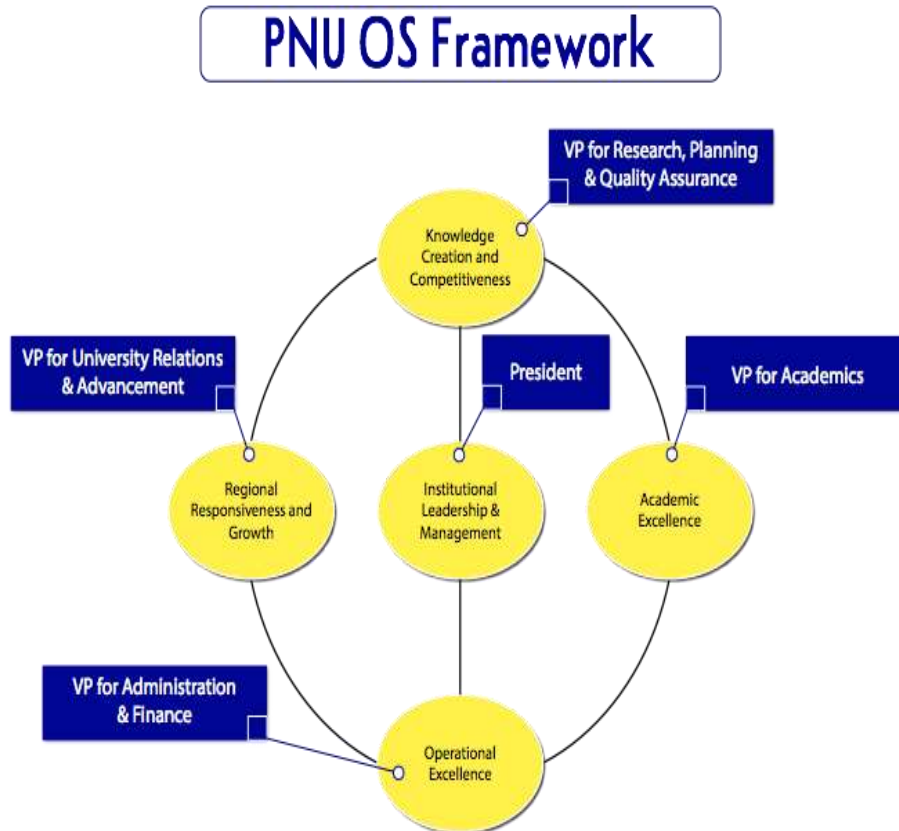 PNU OS Framework
VP for Research, Planning
& Quality Assurance
Knowledge
Creation and
Competitiveness
VP for University Relations
& Advancement
President
VP for Academics
Regional
Responsiveness and
Growth
Institutional
Leadership &
Management
Academic
Excellence
VP for Administration
& Finance
Operational
Excellence